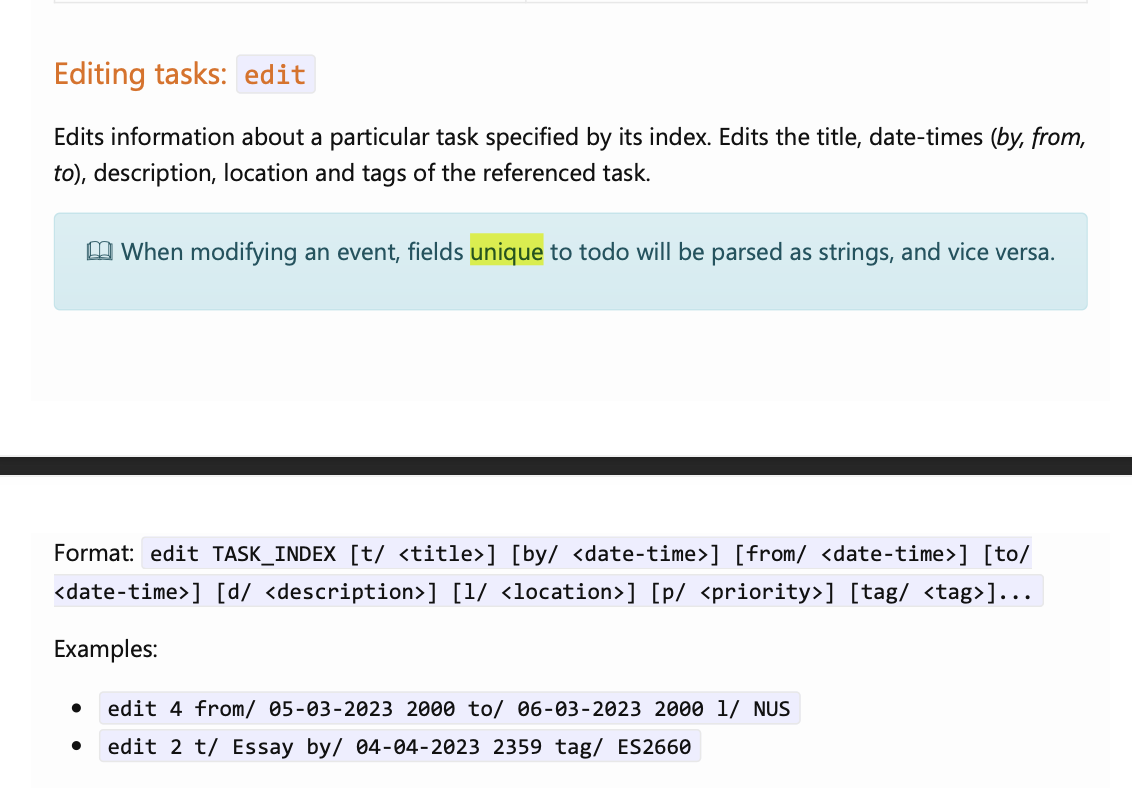 Editing tasks: edit
Edits information about a particular task specified by its index. Edits the title, date-times (by, from,
to), description, location and tags of the referenced task.
When modifying an event, fields unique to todo will be parsed as strings, and vice versa.
Format: edit TASK_INDEX [t/ <title>] [by/ <date-time>] [from/ <date-time>] [to/
<date-time>] [d/ <description>] [l/ <location>] [p/ <priority>] [tag/ <tag>]...
Examples:
• edit 4 from/ 05-03-2023 2000 to/ 06-03-2023 2000 l/ NUS
• edit 2 t/ Essay by/ 04-04-2023 2359 tag/ ES2660